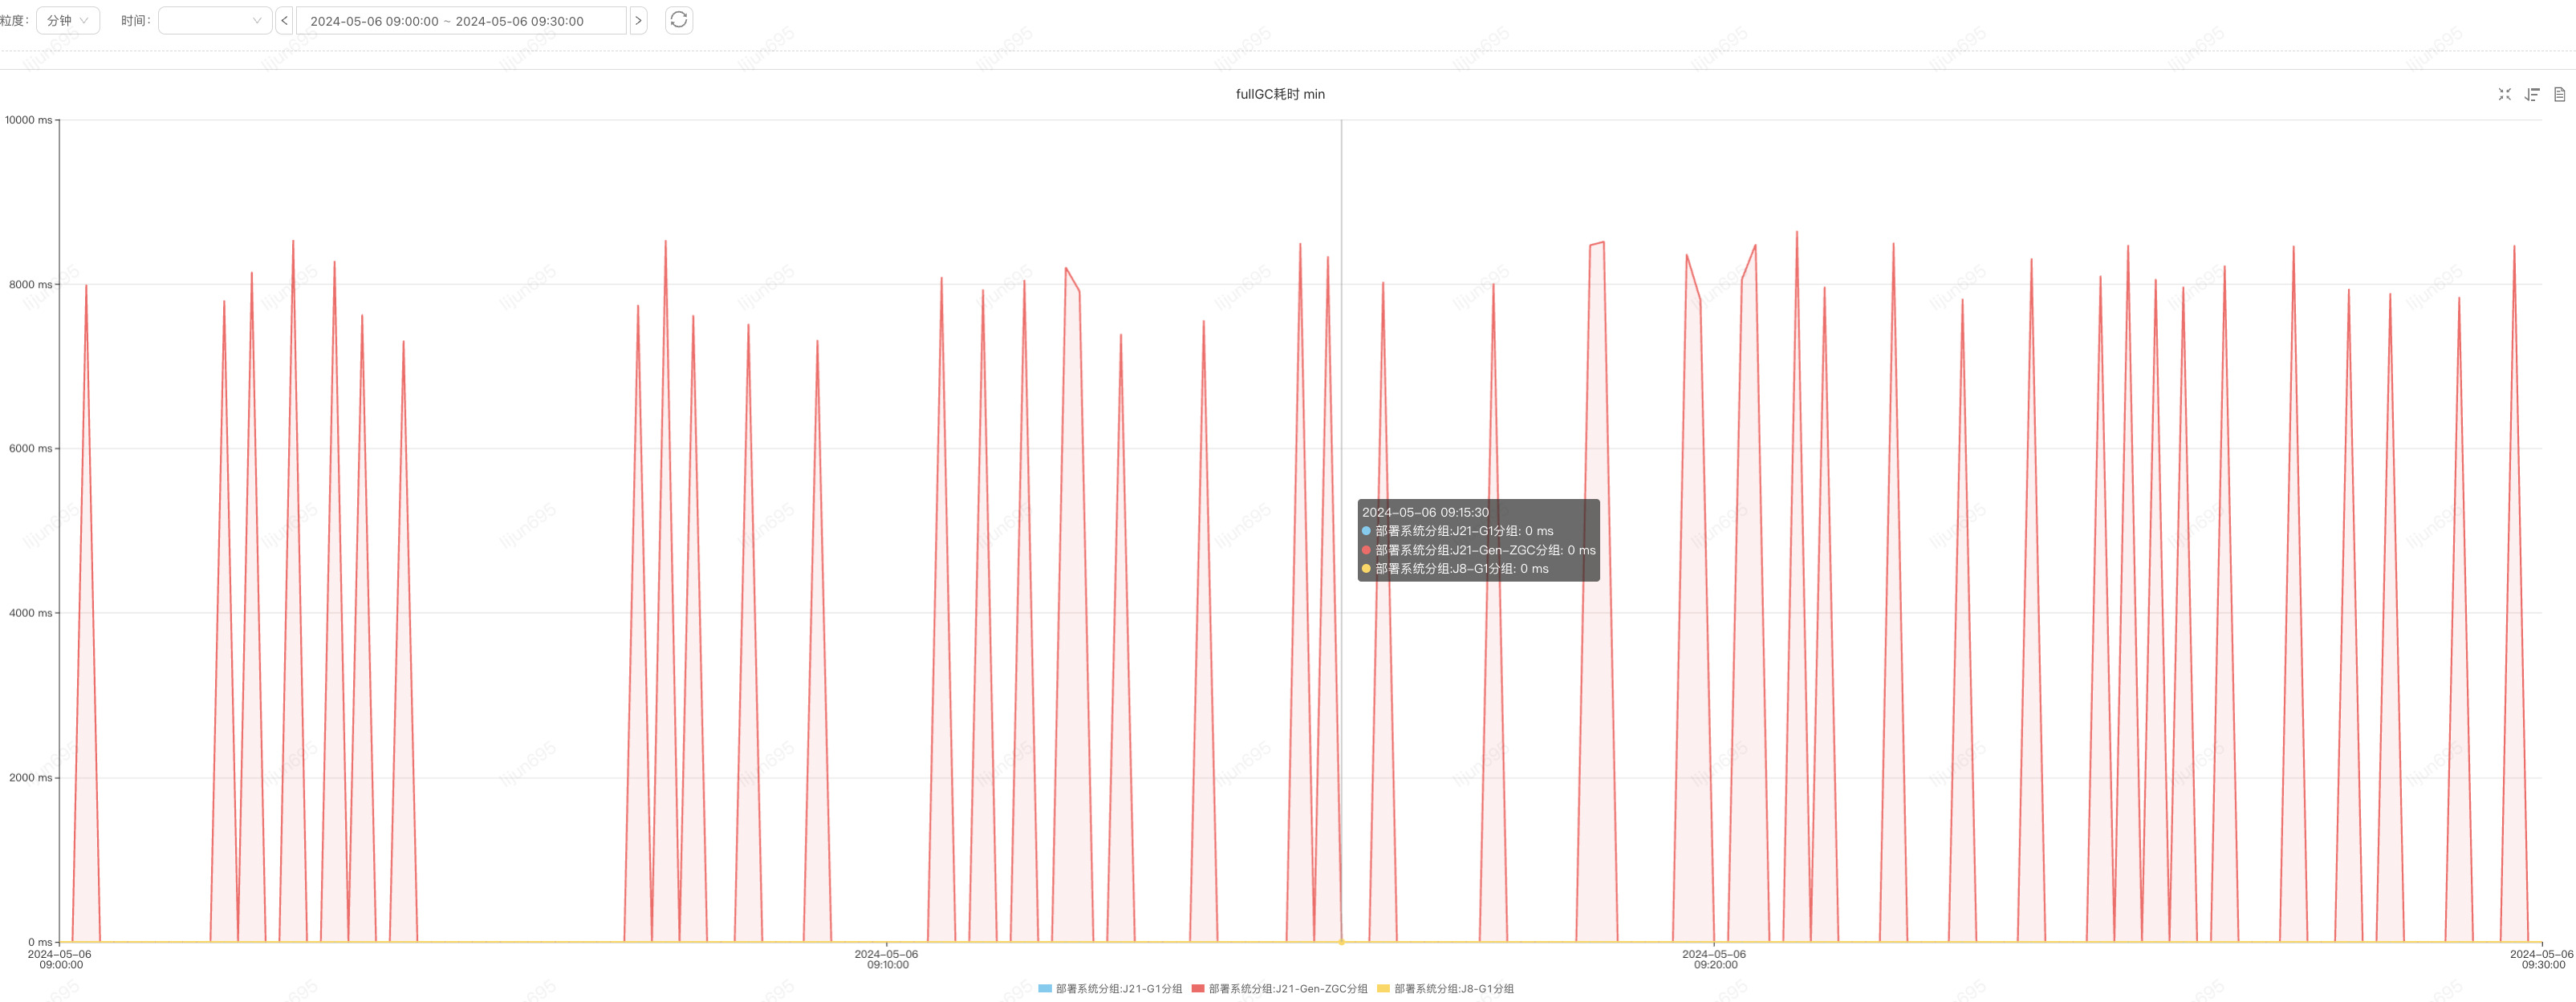 粒度： 分钟 时间： 2024-05-06 09:00:00 ~ 2024-05-06 09:30:00
fullGC耗时 min
10000 ms
8000 ms
6000 ms
4000 ms
2000 ms
0 ms
2024-05-06 09:15:30
部署系统分组:J21-G1分组: 0 ms
部署系统分组:J21-Gen-ZGC分组: 0 ms
部署系统分组:J8-G1分组: 0 ms
2024-05-06
09:00:00
2024-05-06
09:10:00
2024-05-06
09:20:00
2024-05-06
09:30:00
部署系统分组:J21-G1分组 部署系统分组:J21-Gen-ZGC分组 部署系统分组:J8-G1分组